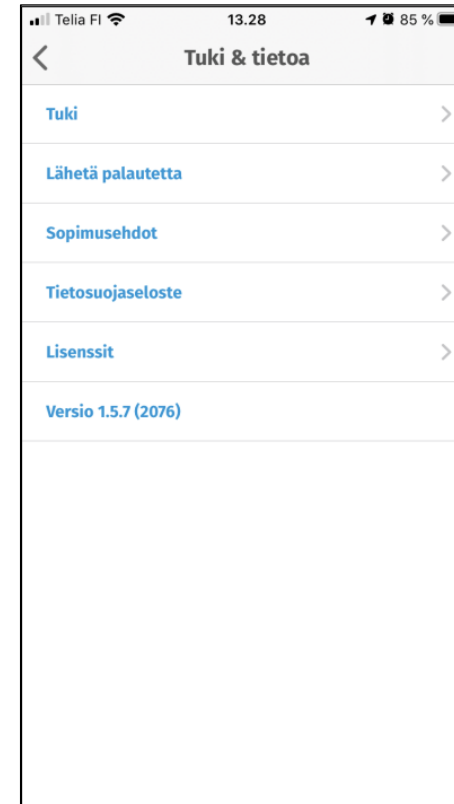 Telia FI 13.28 85 %
Tuki & tietoa
Tuki
Lähetä palautetta
Sopimusehdot
Tietosuojaseloste
Lisenssit
Versio 1.5.7 (2076)